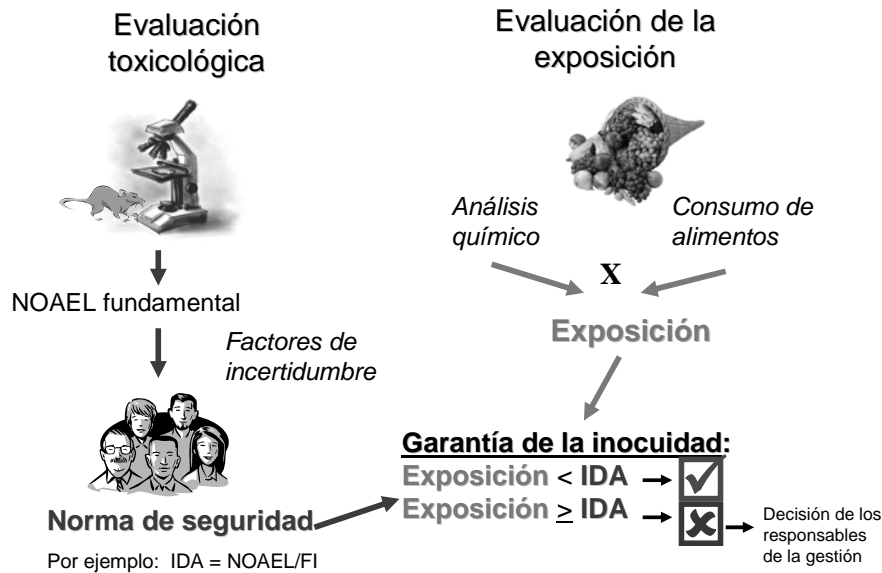 Evaluación
toxicológica
NOAEL fundamental
Factores de
incertidumbre
Norma de seguridad
Por ejemplo: IDA = NOAEL/FI
Evaluación de la
exposición
Análisis
químico
Consumo de
alimentos
X
Exposición
Garantía de la inocuidad:
Exposición < IDA
Exposición ≥ IDA
Decisión de los
responsables
de la gestión